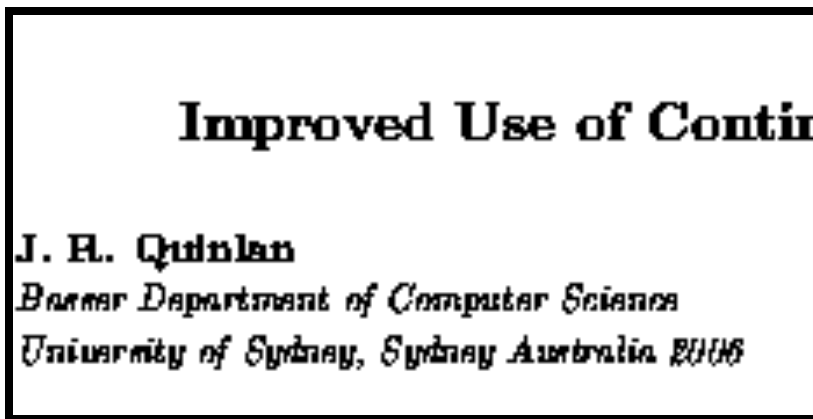 Improved Use of Contin
J. R. Quinlan
Basser Department of Computer Science
University of Sydney, Sydney Australia 2006